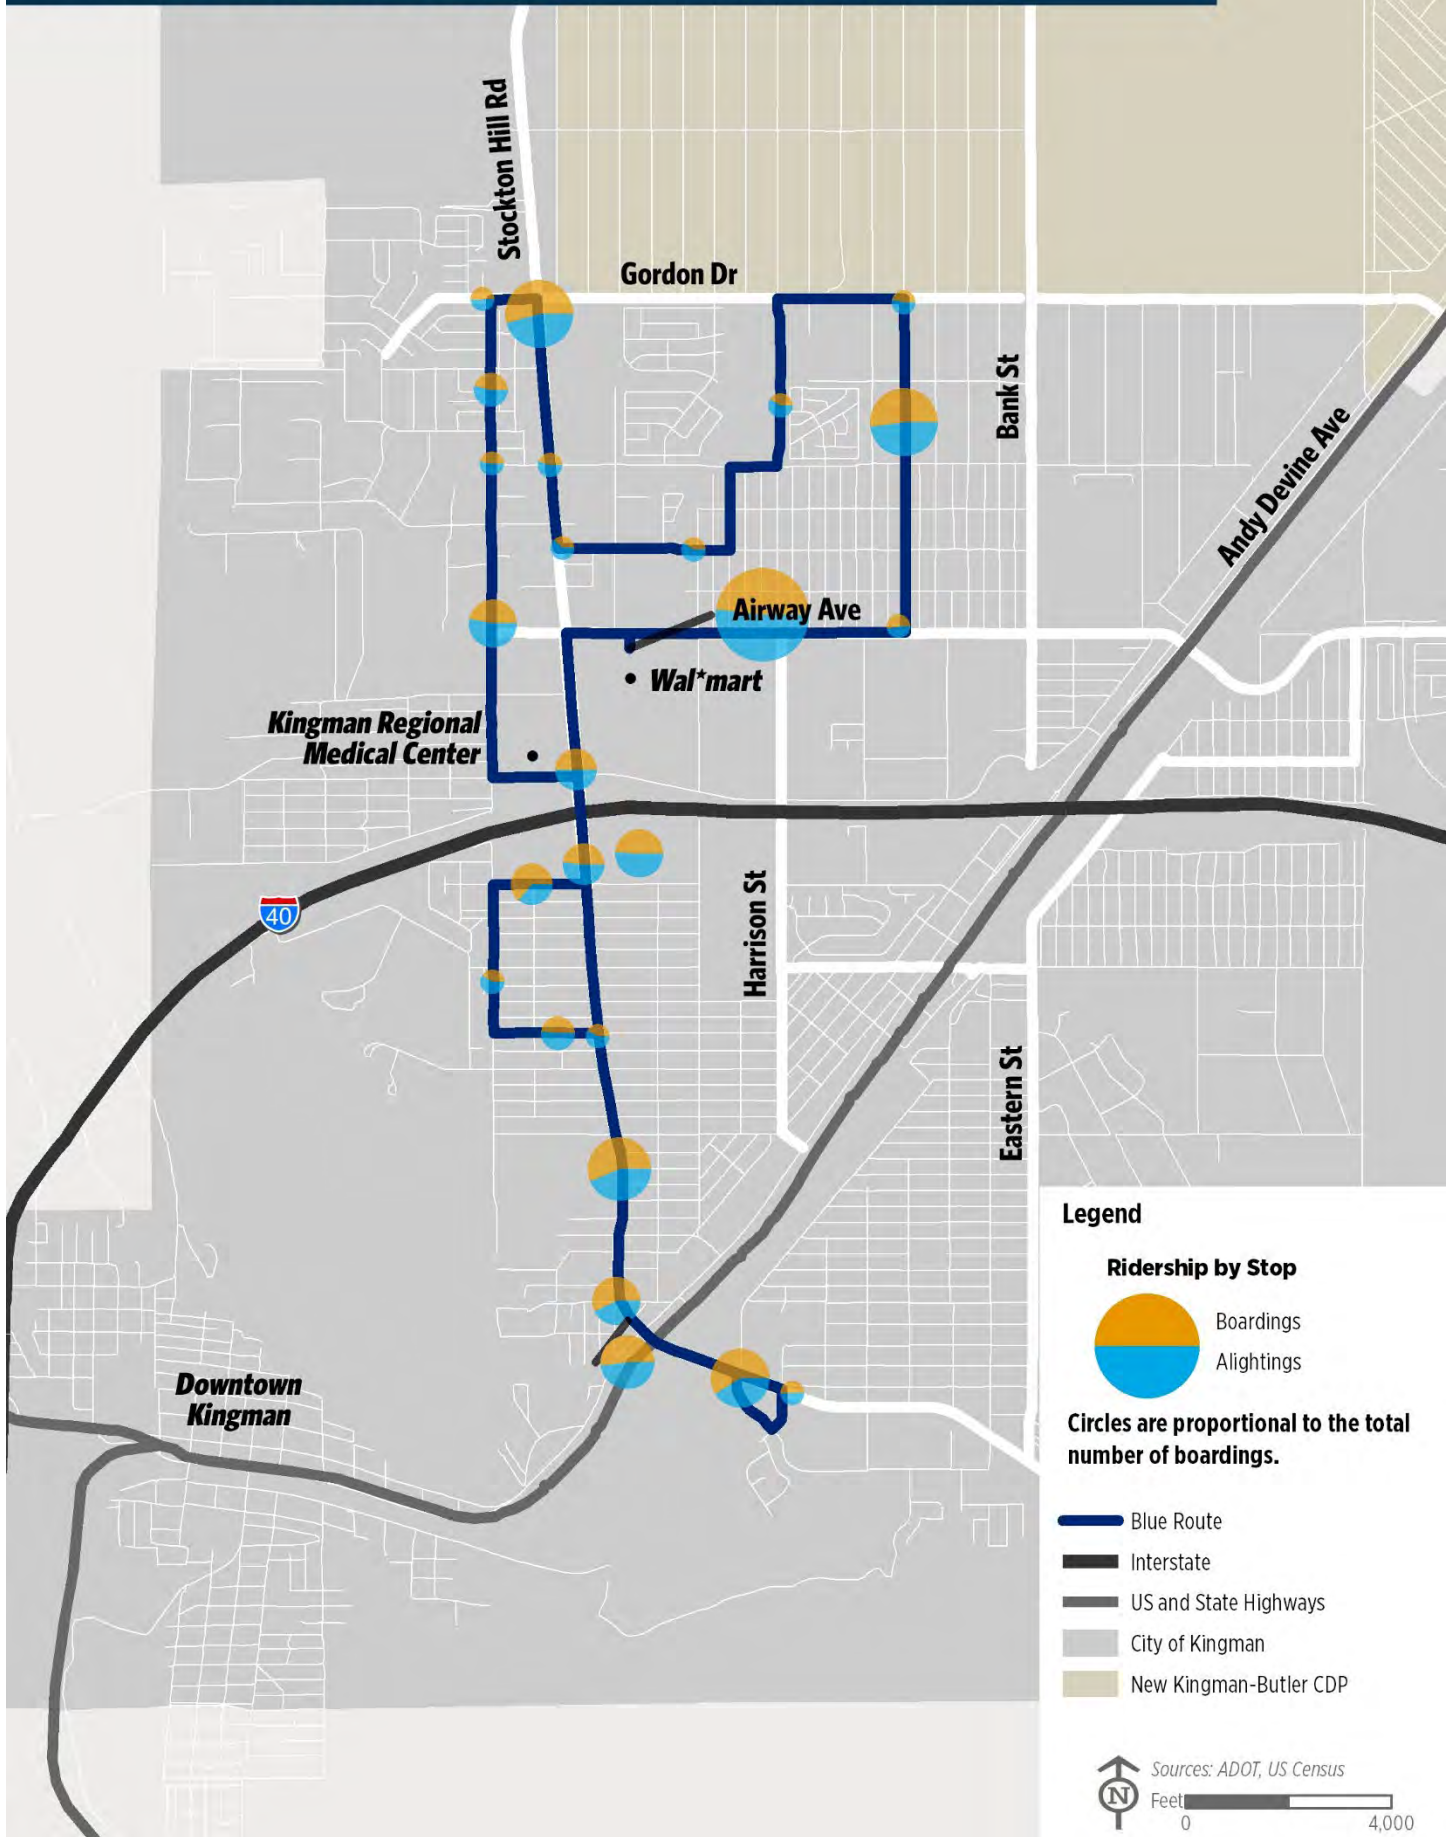 Stockton Hill Rd
Gordon Dr
Bank St
Andy Devine Ave
Airway Ave
Wal*mart
Kingman Regional
Medical Center
40
Harrison St
Eastern St
Downtown
Kingman
Legend
Ridership by Stop
Boardings
Alightings
Circles are proportional to the total
number of boardings.
Blue Route
Interstate
US and State Highways
City of Kingman
New Kingman-Butler CDP
Sources: ADOT, US Census
N
Feet
0
4,000